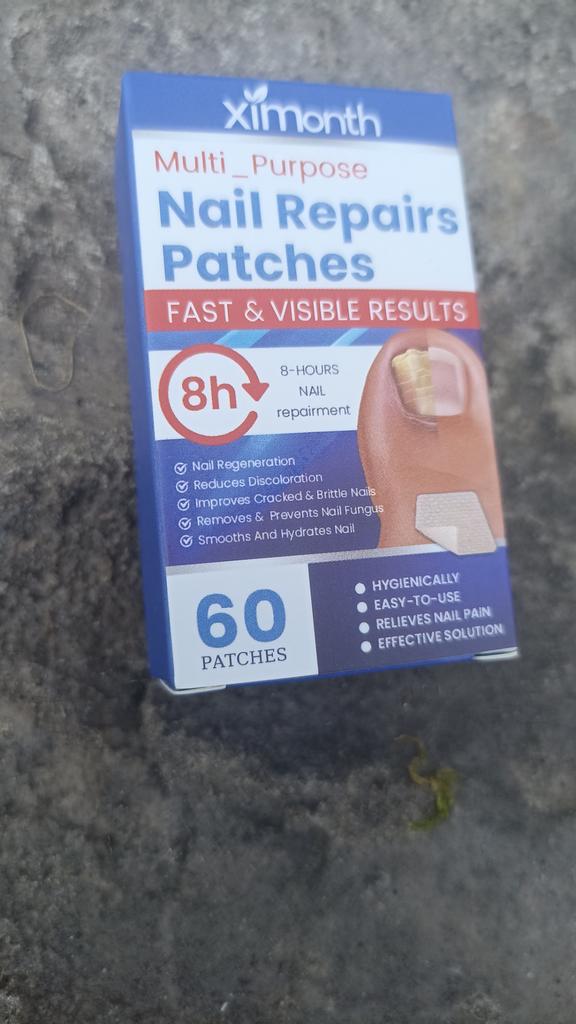 ximonth
Multi_Purpose
Nail Repairs
Patches
FAST & VISIBLE RESULTS
8h
8-HOURS
NAIL
repairment
Nail Regeneration
Reduces Discoloration
Improves Cracked & Brittle Nails
Removes & Prevents Nail Fungus
Smooths And Hydrates Nail
60
PATCHES
HYGIENICALLY
EASY-TO-USE
RELIEVES NAIL PAIN
EFFECTIVE SOLUTION